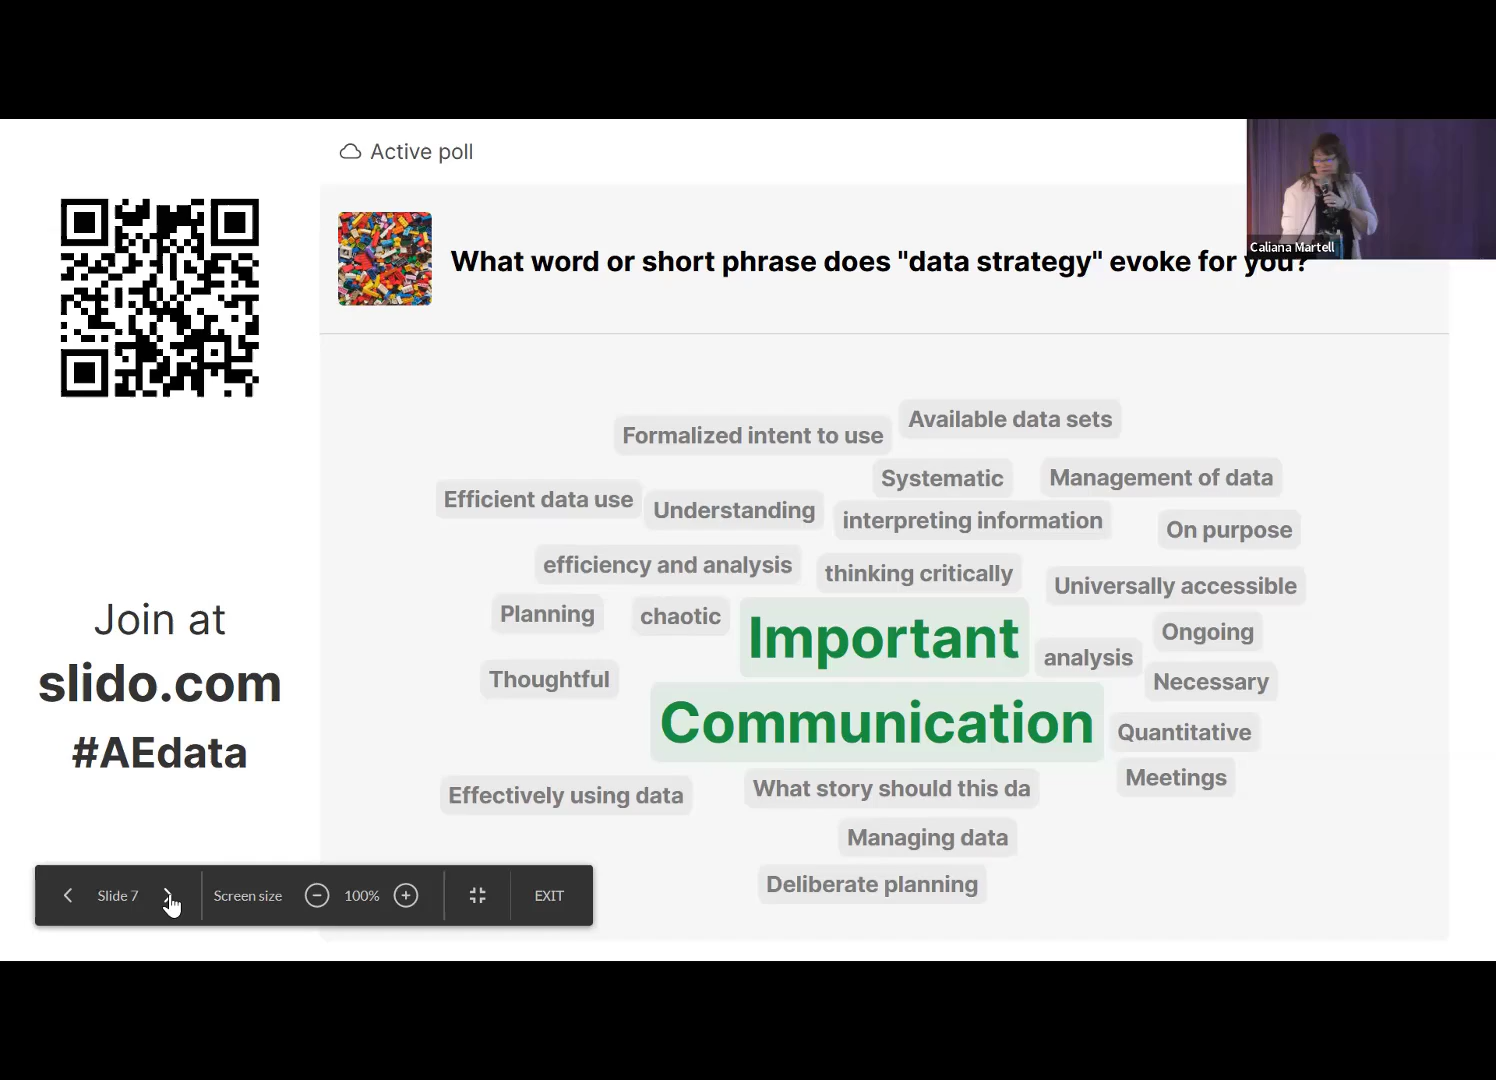 Active poll
Caliana Martell
What word or short phrase does "data strategy" evoke for you?
Available data sets
Formalized intent to use
Systematic
Management of data
Efficient data use
Understanding
interpreting information
On purpose
efficiency and analysis
thinking critically
Universally accessible
Planning
chaotic
Important
Ongoing
analysis
Thoughtful
Necessary
Communication
Quantitative
Meetings
Effectively using data
What story should this da
Managing data
Deliberate planning
Join at
slido.com
#AEdata
Slide 7
Screen size
100%
EXIT